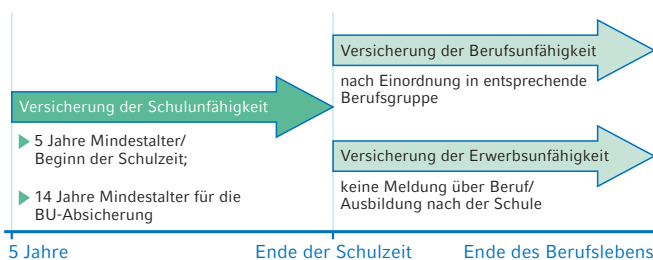 Versicherung der Schulunfähigkeit
5 Jahre Mindestalter/
Beginn der Schulzeit;
14 Jahre Mindestalter für die
BU-Absicherung
Versicherung der Berufsunfähigkeit
nach Einordnung in entsprechende
Berufsgruppe
Versicherung der Erwerbsunfähigkeit
keine Meldung über Beruf/
Ausbildung nach der Schule
5 Jahre
Ende der Schulzeit
Ende des Berufslebens